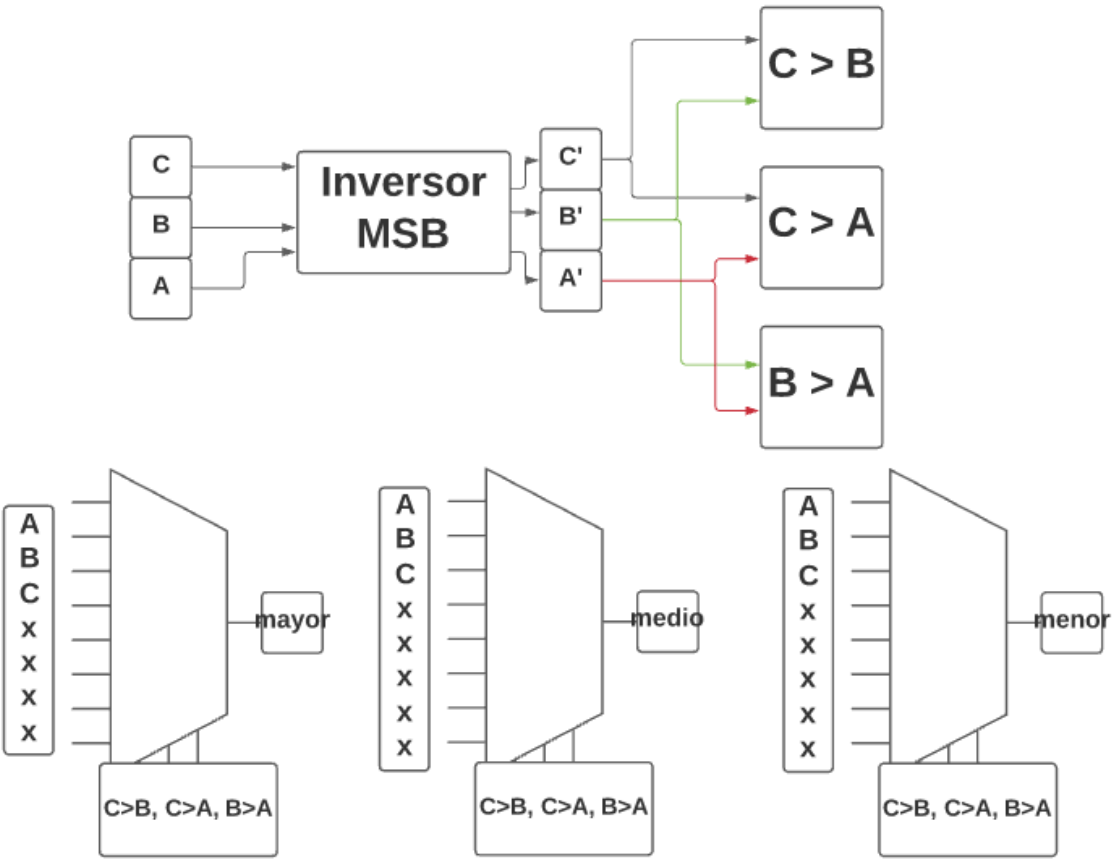 C > B
C
B
A
Inversor
MSB
C'
B'
A'
C > A
B > A
A
B
C
x
x
x
x
mayor
C>B, C>A, B>A
A
B
C
x
x
x
x
x
medio
C>B, C>A, B>A
A
B
C
x
x
x
x
x
menor
C>B, C>A, B>A